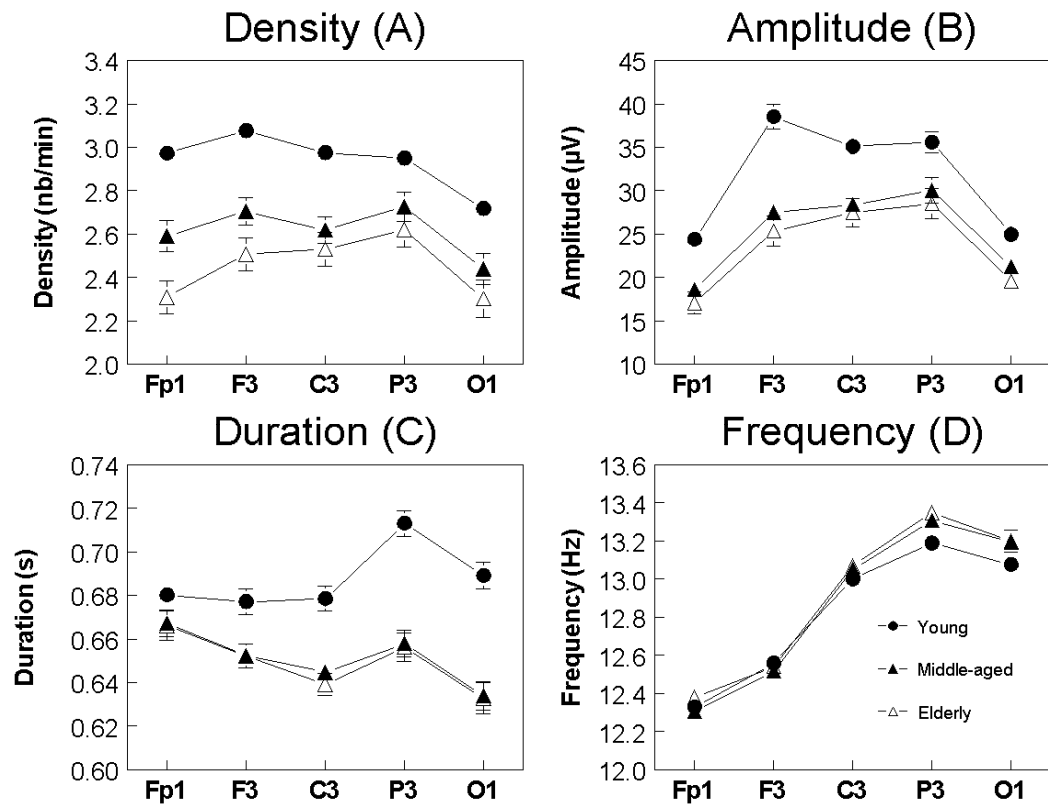 Density (A)
Density (nb/min)
3.4
3.2
3.0
2.8
2.6
2.4
2.2
2.0
Fp1 F3 C3 P3 O1
Amplitude (B)
Amplitude (µV)
45
40
35
30
25
20
15
10
Fp1 F3 C3 P3 O1
Duration (C)
Duration (s)
0.74
0.72
0.70
0.68
0.66
0.64
0.62
0.60
Fp1 F3 C3 P3 O1
Frequency (D)
Frequency (Hz)
13.6
13.4
13.2
13.0
12.8
12.6
12.4
12.2
12.0
Young
Middle-aged
Elderly
Fp1 F3 C3 P3 O1